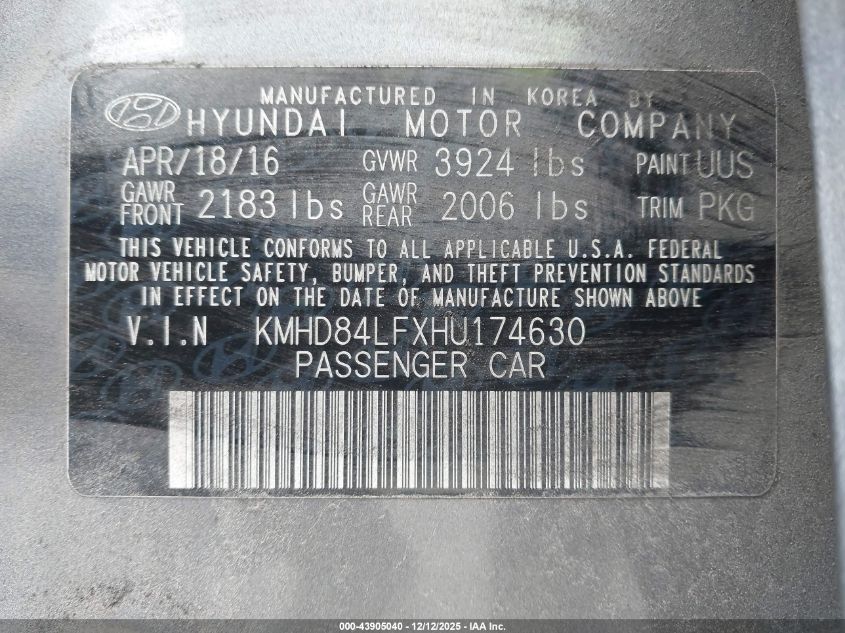 MANUFACTURED IN KOREA BY
HYUNDAI MOTOR COMPANY
APR/18/16 GVWR 3924 lbs PAINT UUS
GAWR FRONT 2183 lbs GAWR REAR 2006 lbs TRIM PKG
THIS VEHICLE CONFORMS TO ALL APPLICABLE U.S.A. FEDERAL
MOTOR VEHICLE SAFETY, BUMPER, AND THEFT PREVENTION STANDARDS
IN EFFECT ON THE DATE OF MANUFACTURE SHOWN ABOVE
V.I.N KMHD84LFXHU174630
PASSENGER CAR
000-43905040 - 12/12/2025 - IAA Inc.